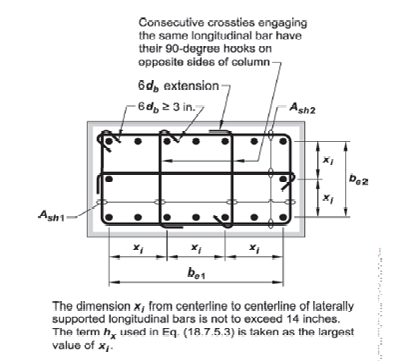 Consecutive crossties engaging
the same longitudinal bar have
their 90-degree hooks on
opposite sides of column
6d_b extension
6d_b ≥ 3 in.
A_sh2
x_i
b_c2
x_i
A_sh1
x_i x_i x_i
b_c1
The dimension x_i from centerline to centerline of laterally
supported longitudinal bars is not to exceed 14 inches.
The term h_x used in Eq. (18.7.5.3) is taken as the largest
value of x_i.